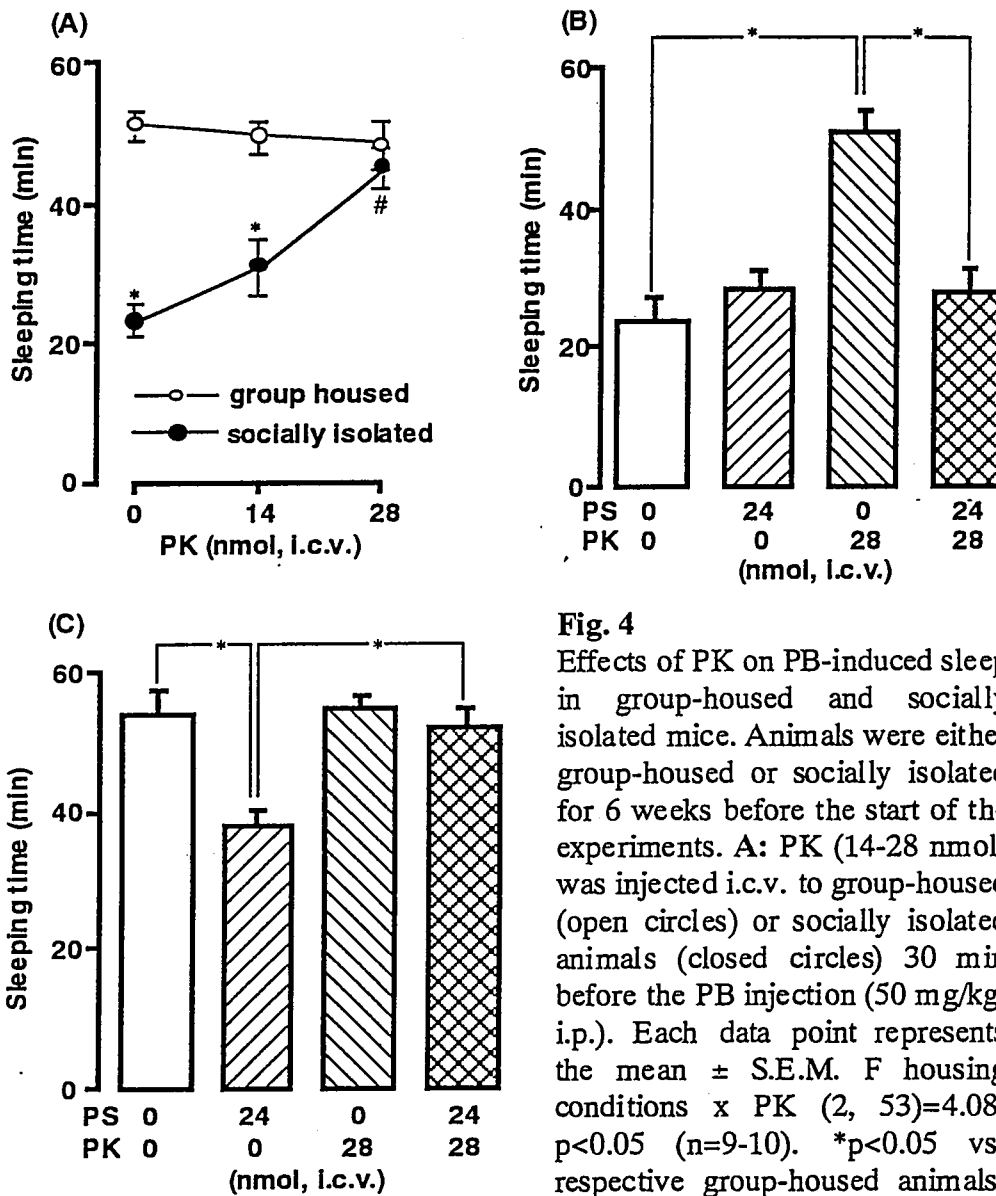 (A)
60
40
20
0
Sleeping time (min)
*
*
#
group housed
socially isolated
0 14 28
PK (nmol, i.c.v.)
(B)
* *
60
40
20
0
Sleeping time (min)
PS 0 24 0 24
PK 0 0 28 28
(nmol, i.c.v.)
(C)
* *
60
40
20
0
Sleeping time (min)
PS 0 24 0 24
PK 0 0 28 28
(nmol, i.c.v.)
Fig. 4
Effects of PK on PB-induced sleep
in group-housed and socially
isolated mice. Animals were either
group-housed or socially isolated
for 6 weeks before the start of the
experiments. A: PK (14-28 nmol)
was injected i.c.v. to group-housed
(open circles) or socially isolated
animals (closed circles) 30 min
before the PB injection (50 mg/kg,
i.p.). Each data point represents
the mean ± S.E.M. F housing
conditions x PK (2, 53)=4.08,
p<0.05 (n=9-10). *p<0.05 vs.
respective group-housed animals.